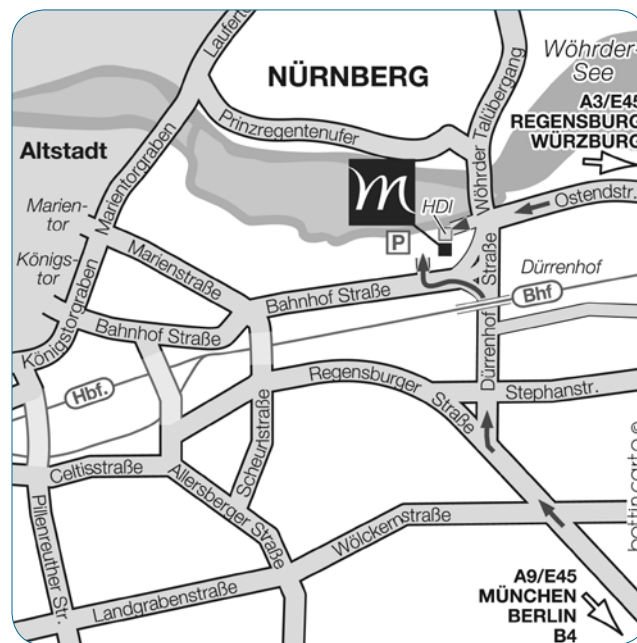 Lauferto
Wöhrder-
See
NÜRNBERG
Wöhrder Talübergang
A3/E45
REGENSBURG
WÜRZBURG
Prinzregentenufer
Altstadt
Marientorgraben
m
HDI
Ostendstr.
Marien-
tor
P
Königs-
tor
Marienstraße
Dürrenhof
Bahnhof Straße
Bhf
Königstorgraben
Bahnhof Straße
Dürrenhof Straße
Hbf.
Regensburger Straße
Stephanstr.
Scheurlstraße
Celtisstraße
Allersberger Straße
bottincarto ©
Pillenreuther Str.
Wölckernstraße
Landgrabenstraße
A9/E45
MÜNCHEN
BERLIN
B4